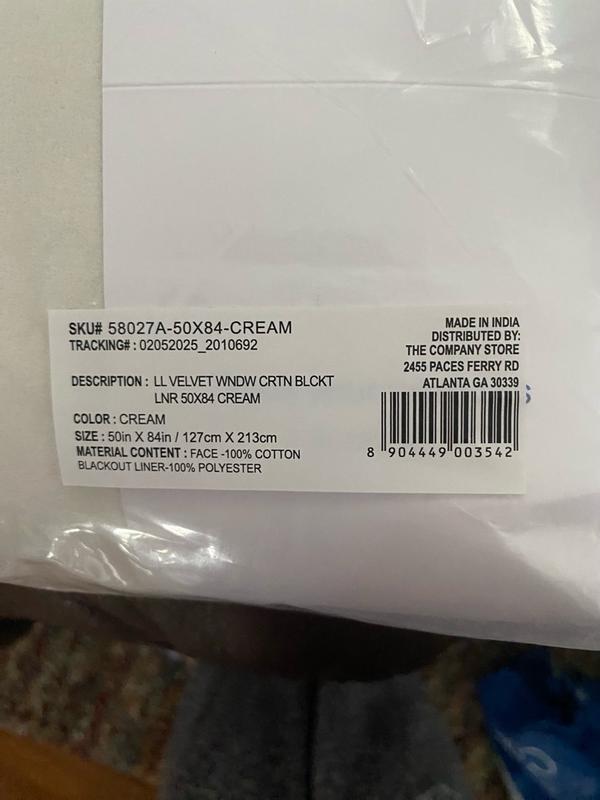 SKU# 58027A-50X84-CREAM
TRACKING# : 02052025_2010692
DESCRIPTION : LL VELVET WNDW CRTN BLCKT
LNR 50X84 CREAM
COLOR : CREAM
SIZE : 50in X 84in / 127cm X 213cm
MATERIAL CONTENT : FACE -100% COTTON
BLACKOUT LINER-100% POLYESTER
MADE IN INDIA
DISTRIBUTED BY:
THE COMPANY STORE
2455 PACES FERRY RD
ATLANTA GA 30339
8 904449 003542